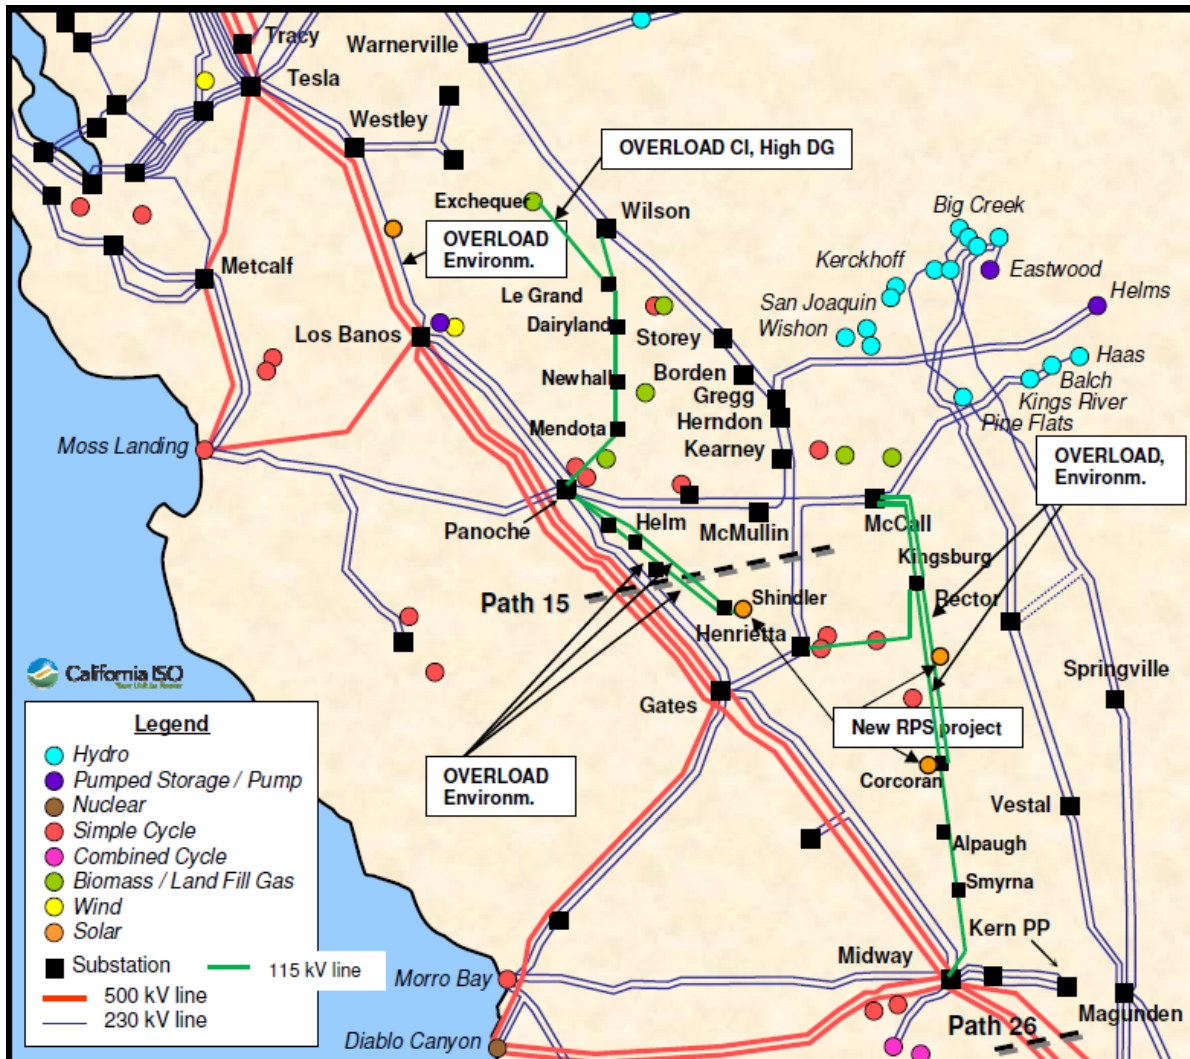 Tracy
Warnerville
Tesla
Westley
OVERLOAD CI, High DG
Exchequer
Wilson
Big Creek
OVERLOAD
Environm.
Kerckhoff
Eastwood
Metcalf
Le Grand
San Joaquin
Helms
Los Banos
Dairyland
Storey
Wishon
Haas
Newhall
Borden
Balch
Gregg
Kings River
Moss Landing
Mendota
Herndon
Pine Flats
Kearney
OVERLOAD,
Environm.
Panoche
Helm
McMullin
McCall
Kingsburg
Path 15
Shindler
Rector
Henrietta
California ISO
Your Link to Power
Springville
Gates
Legend
New RPS project
Hydro
Pumped Storage / Pump
OVERLOAD
Environm.
Corcoran
Nuclear
Vestal
Simple Cycle
Alpaugh
Combined Cycle
Biomass / Land Fill Gas
Smyrna
Wind
Solar
Kern PP
Substation
115 kV line
Midway
Morro Bay
500 kV line
Magunden
230 kV line
Path 26
Diablo Canyon